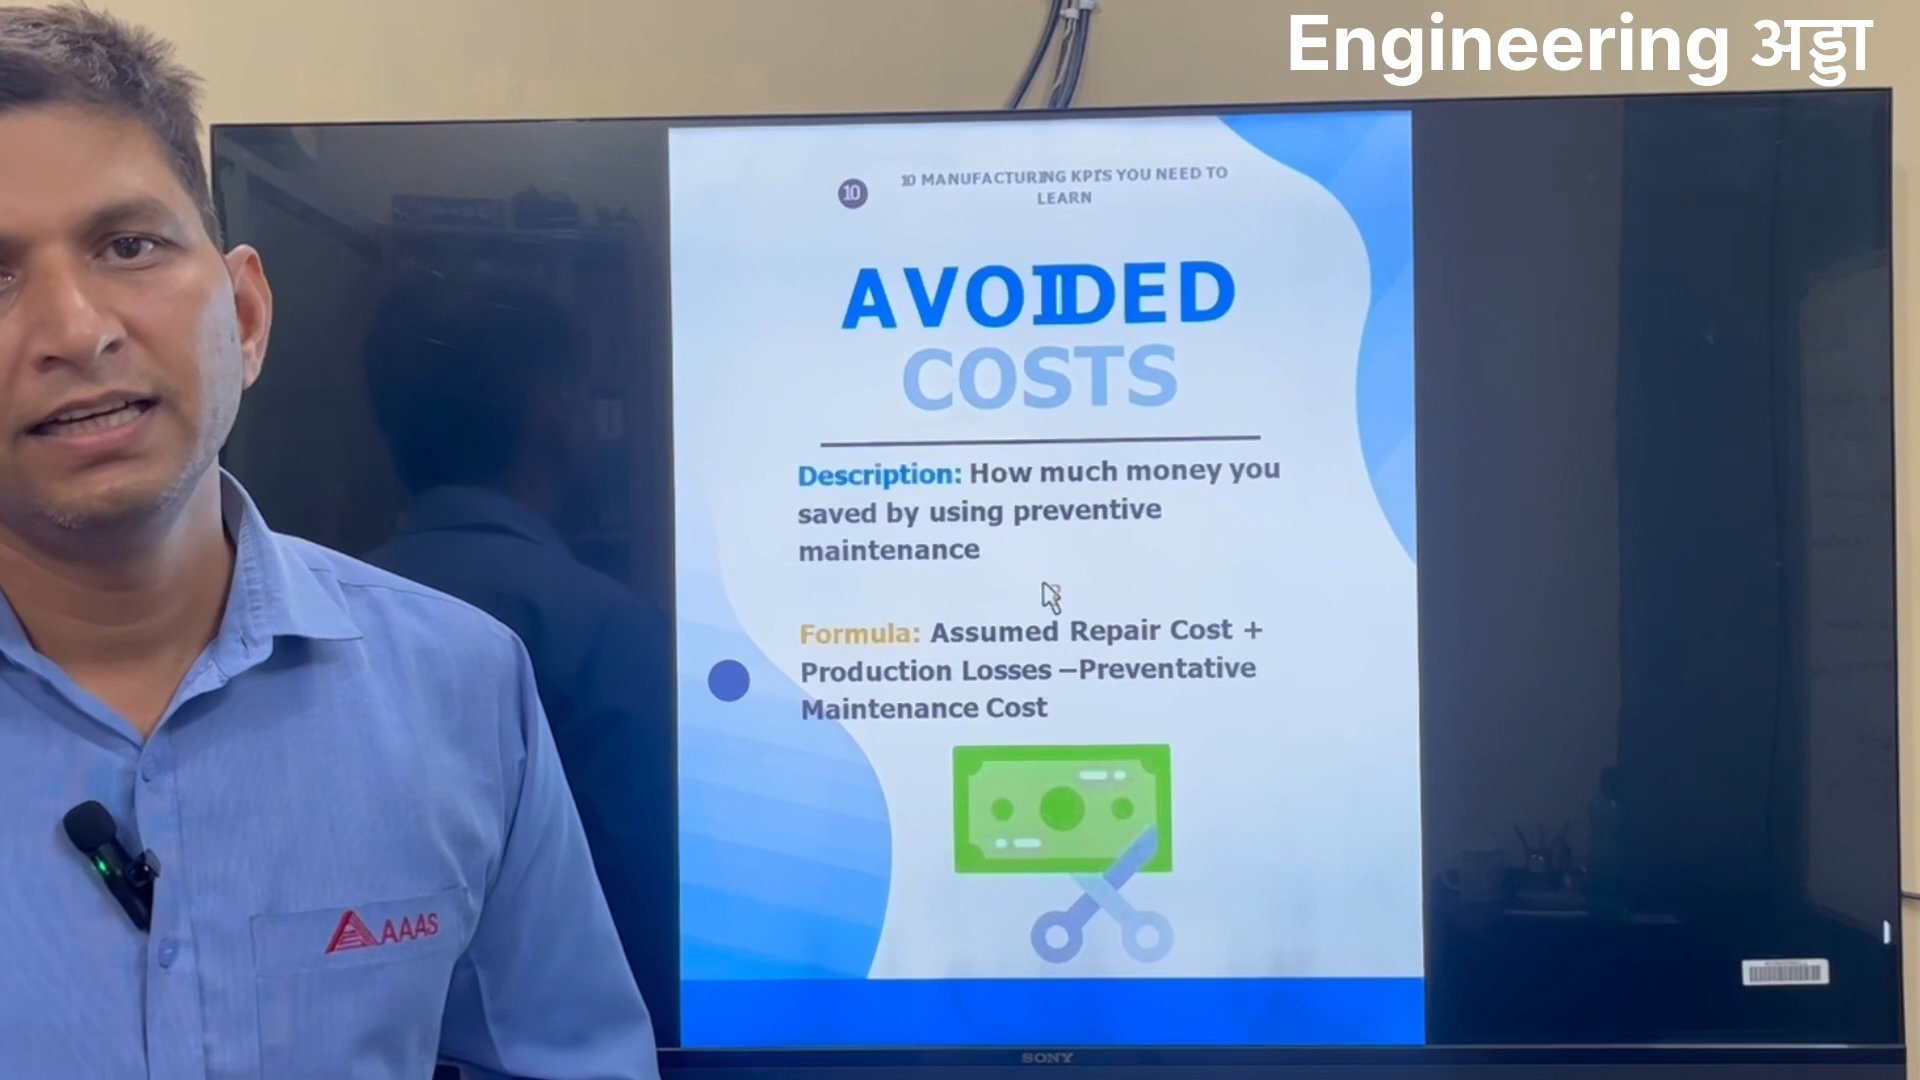 Engineering अड्डा
10
10 MANUFACTURING KPI'S YOU NEED TO
LEARN
AVOIDED
COSTS
Description: How much money you
saved by using preventive
maintenance
Formula: Assumed Repair Cost +
Production Losses –Preventative
Maintenance Cost
AAAS
SONY